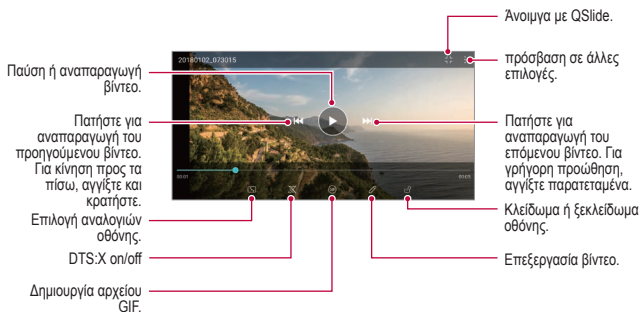 Άνοιγμα με QSlide.
20180102_073015
πρόσβαση σε άλλες
επιλογές.
Παύση ή αναπαραγωγή
βίντεο.
Πατήστε για
αναπαραγωγή του
προηγούμενου βίντεο.
Για κίνηση προς τα
πίσω, αγγίξτε και
κρατήστε.
Πατήστε για
αναπαραγωγή του
επόμενου βίντεο. Για
γρήγορη προώθηση,
αγγίξτε παρατεταμένα.
00:01
Επιλογή αναλογιών
οθόνης.
Κλείδωμα ή ξεκλείδωμα
οθόνης.
DTS:X on/off
Επεξεργασία βίντεο.
Δημιουργία αρχείου
GIF.